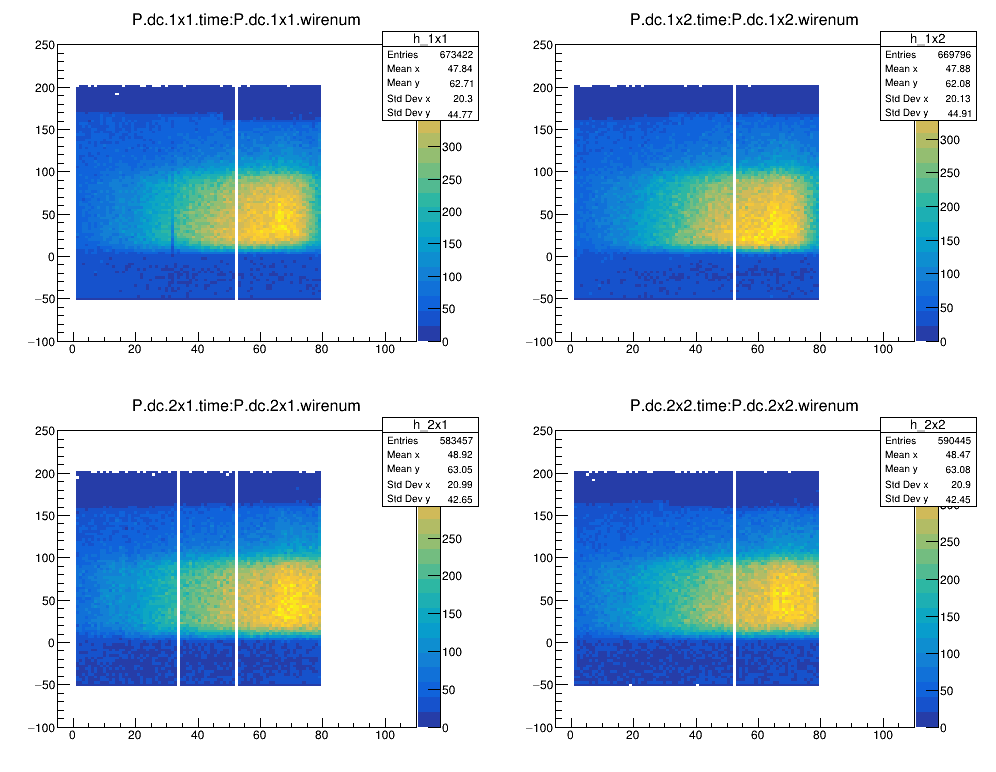 P.dc.1x1.time:P.dc.1x1.wirenum
h_1x1
Entries 673422
Mean x 47.84
Mean y 62.71
Std Dev x 20.3
Std Dev y 44.77
250
200
150
100
50
0
−50
−100
0 20 40 60 80 100
300
250
200
150
100
50
0
P.dc.1x2.time:P.dc.1x2.wirenum
h_1x2
Entries 669796
Mean x 47.88
Mean y 62.08
Std Dev x 20.13
Std Dev y 44.91
250
200
150
100
50
0
−50
−100
0 20 40 60 80 100
300
250
200
150
100
50
0
P.dc.2x1.time:P.dc.2x1.wirenum
h_2x1
Entries 583457
Mean x 48.92
Mean y 63.05
Std Dev x 20.99
Std Dev y 42.65
250
200
150
100
50
0
−50
−100
0 20 40 60 80 100
250
200
150
100
50
0
P.dc.2x2.time:P.dc.2x2.wirenum
h_2x2
Entries 590445
Mean x 48.47
Mean y 63.08
Std Dev x 20.9
Std Dev y 42.45
250
200
150
100
50
0
−50
−100
0 20 40 60 80 100
300
250
200
150
100
50
0